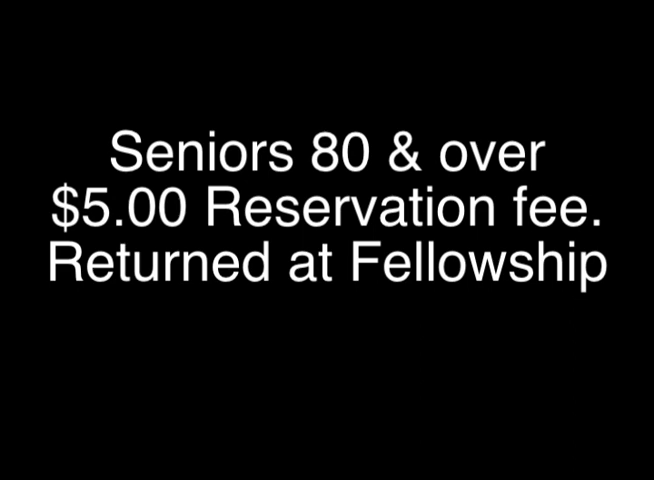 Seniors 80 & over
$5.00 Reservation fee.
Returned at Fellowship